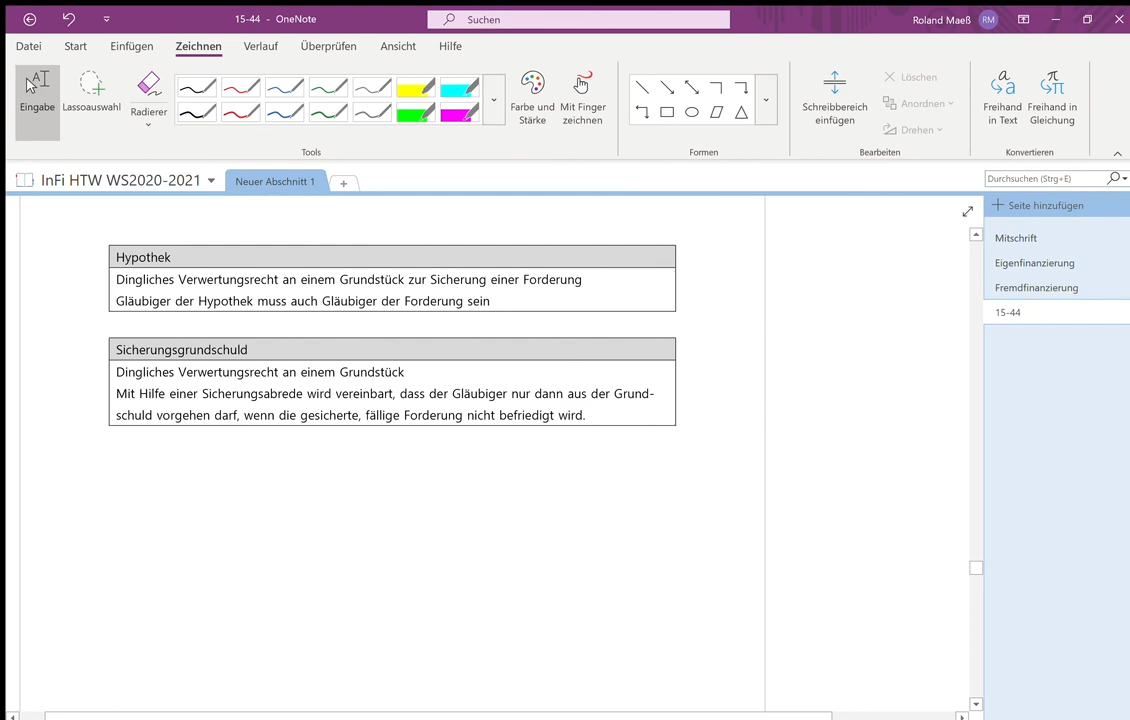 15-44 - OneNote
Suchen
Roland Maeß
RM
Datei Start Einfügen Zeichnen Verlauf Überprüfen Ansicht Hilfe
Eingabe
Lassoauswahl
Radierer
Farbe und Stärke
Mit Finger zeichnen
Schreibbereich einfügen
Löschen
Anordnen
Drehen
Freihand in Text
Freihand in Gleichung
Tools
Formen
Bearbeiten
Konvertieren
InFi HTW WS2020-2021
Neuer Abschnitt 1
Durchsuchen (Strg+E)
Seite hinzufügen
Mitschrift
Eigenfinanzierung
Fremdfinanzierung
15-44
Hypothek
Dingliches Verwertungsrecht an einem Grundstück zur Sicherung einer Forderung
Gläubiger der Hypothek muss auch Gläubiger der Forderung sein
Sicherungsgrundschuld
Dingliches Verwertungsrecht an einem Grundstück
Mit Hilfe einer Sicherungsabrede wird vereinbart, dass der Gläubiger nur dann aus der Grund-
schuld vorgehen darf, wenn die gesicherte, fällige Forderung nicht befriedigt wird.